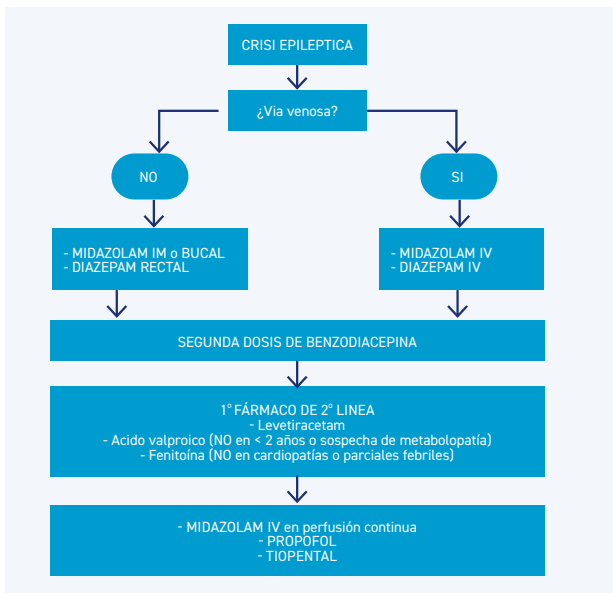 CRISI EPILEPTICA
¿Via venosa?
NO
SI
- MIDAZOLAM IM o BUCAL
- DIAZEPAM RECTAL
- MIDAZOLAM IV
- DIAZEPAM IV
SEGUNDA DOSIS DE BENZODIACEPINA
1º FÁRMACO DE 2º LINEA
- Levetiracetam
- Acido valproico (NO en < 2 años o sospecha de metabolopatía)
- Fenitoína (NO en cardiopatías o parciales febriles)
- MIDAZOLAM IV en perfusión continua
- PROPOFOL
- TIOPENTAL